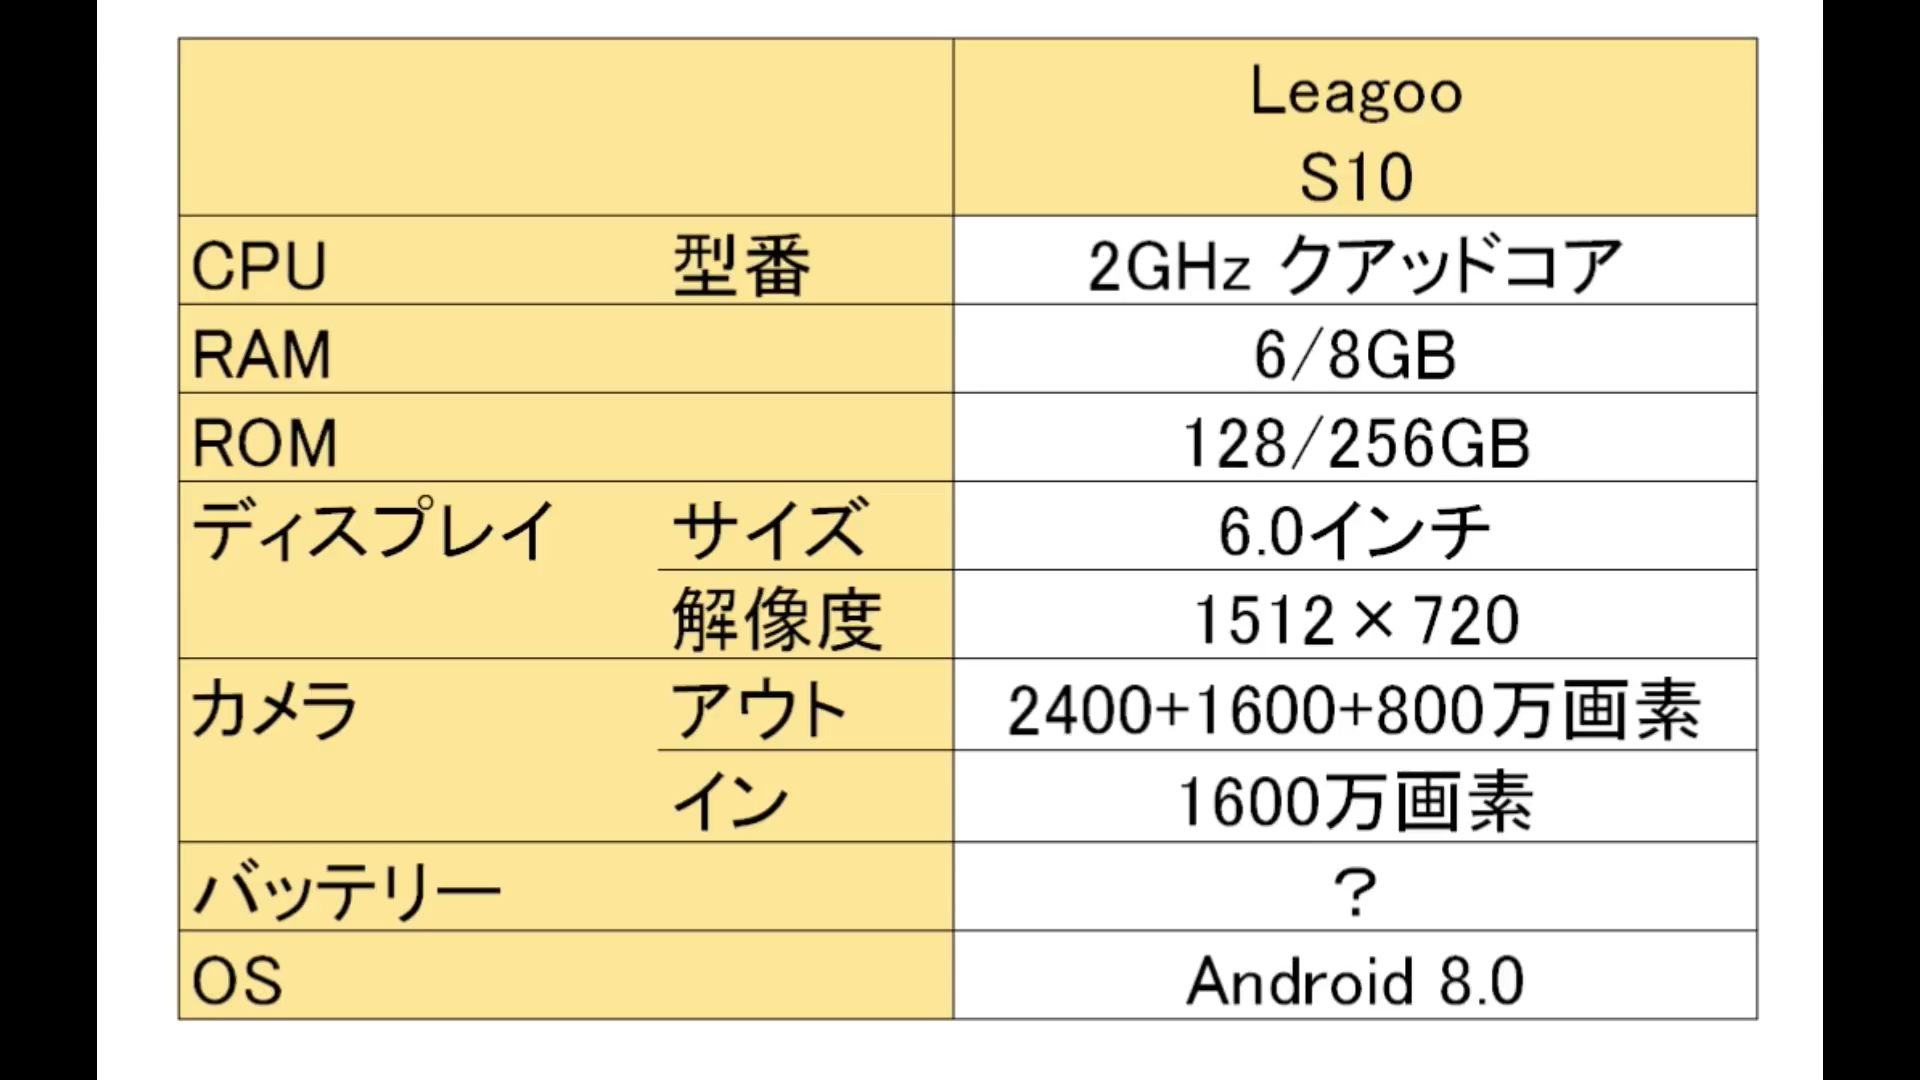 Leagoo
S10
CPU 型番 2GHz クアッドコア
RAM 6/8GB
ROM 128/256GB
ディスプレイ サイズ 6.0インチ
解像度 1512×720
カメラ アウト 2400+1600+800万画素
イン 1600万画素
バッテリー ？
OS Android 8.0